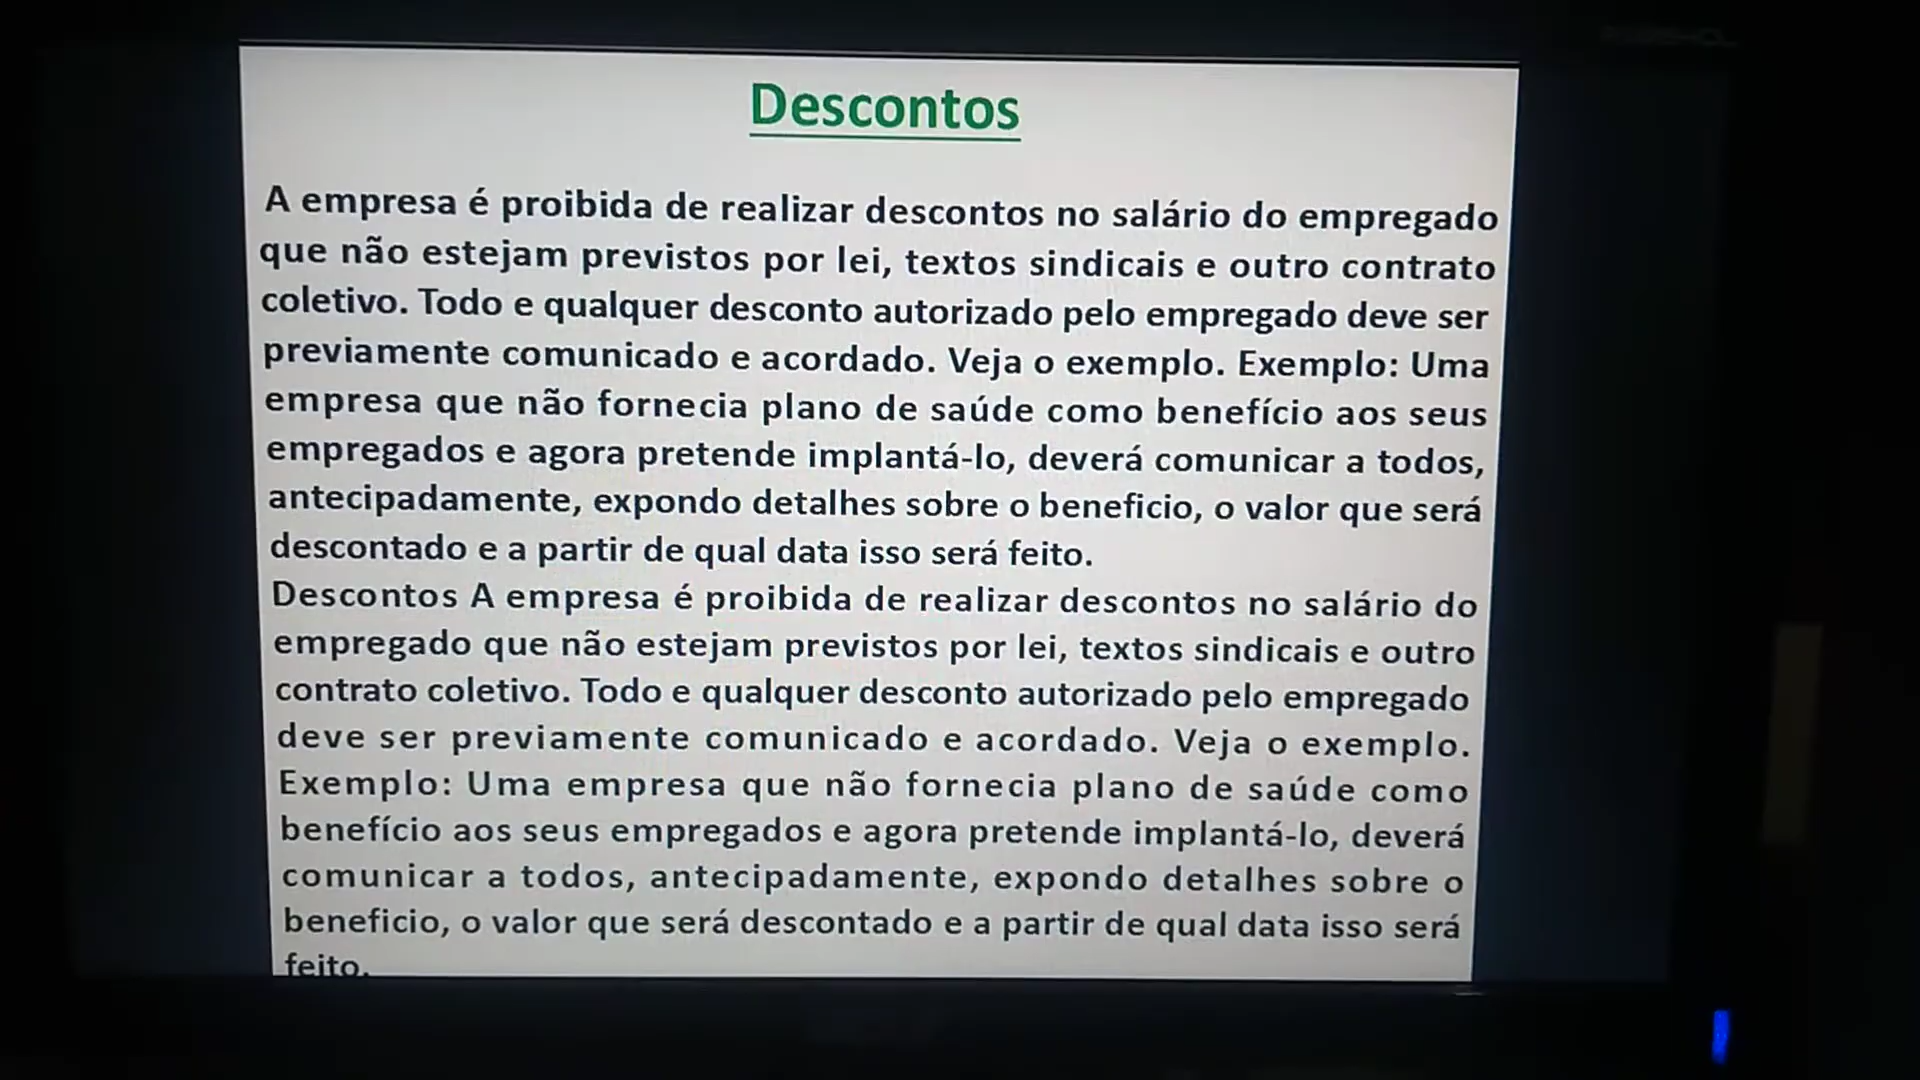 Descontos
A empresa é proibida de realizar descontos no salário do empregado
que não estejam previstos por lei, textos sindicais e outro contrato
coletivo. Todo e qualquer desconto autorizado pelo empregado deve ser
previamente comunicado e acordado. Veja o exemplo. Exemplo: Uma
empresa que não fornecia plano de saúde como benefício aos seus
empregados e agora pretende implantá-lo, deverá comunicar a todos,
antecipadamente, expondo detalhes sobre o beneficio, o valor que será
descontado e a partir de qual data isso será feito.
Descontos A empresa é proibida de realizar descontos no salário do
empregado que não estejam previstos por lei, textos sindicais e outro
contrato coletivo. Todo e qualquer desconto autorizado pelo empregado
deve ser previamente comunicado e acordado. Veja o exemplo.
Exemplo: Uma empresa que não fornecia plano de saúde como
benefício aos seus empregados e agora pretende implantá-lo, deverá
comunicar a todos, antecipadamente, expondo detalhes sobre o
beneficio, o valor que será descontado e a partir de qual data isso será
feito.